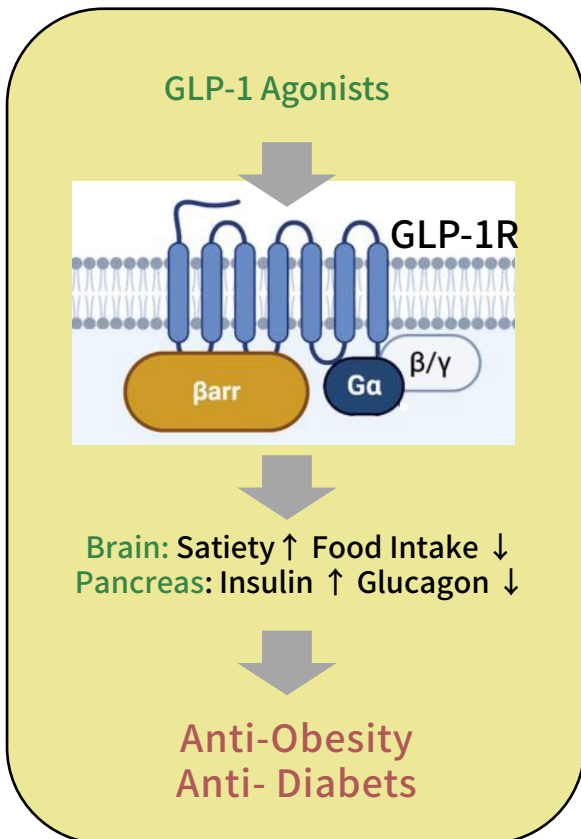 GLP-1 Agonists
GLP-1R
β/γ
Gα
βarr
Brain: Satiety ↑ Food Intake ↓
Pancreas: Insulin ↑ Glucagon ↓
Anti-Obesity
Anti- Diabets